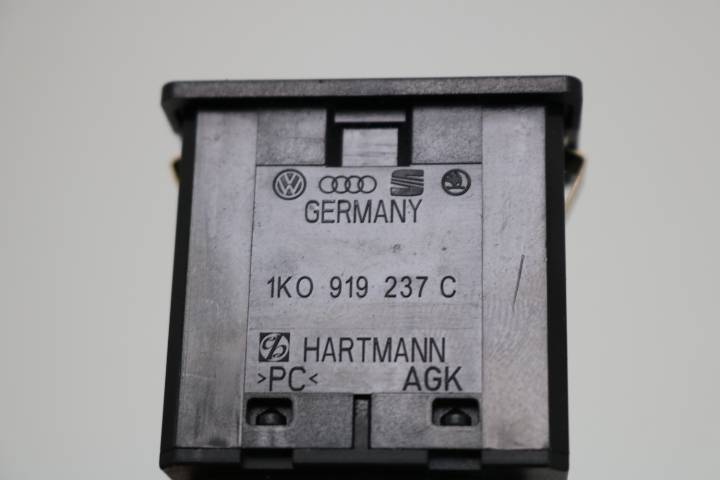 GERMANY
1K0 919 237 C
HARTMANN
>PC< AGK